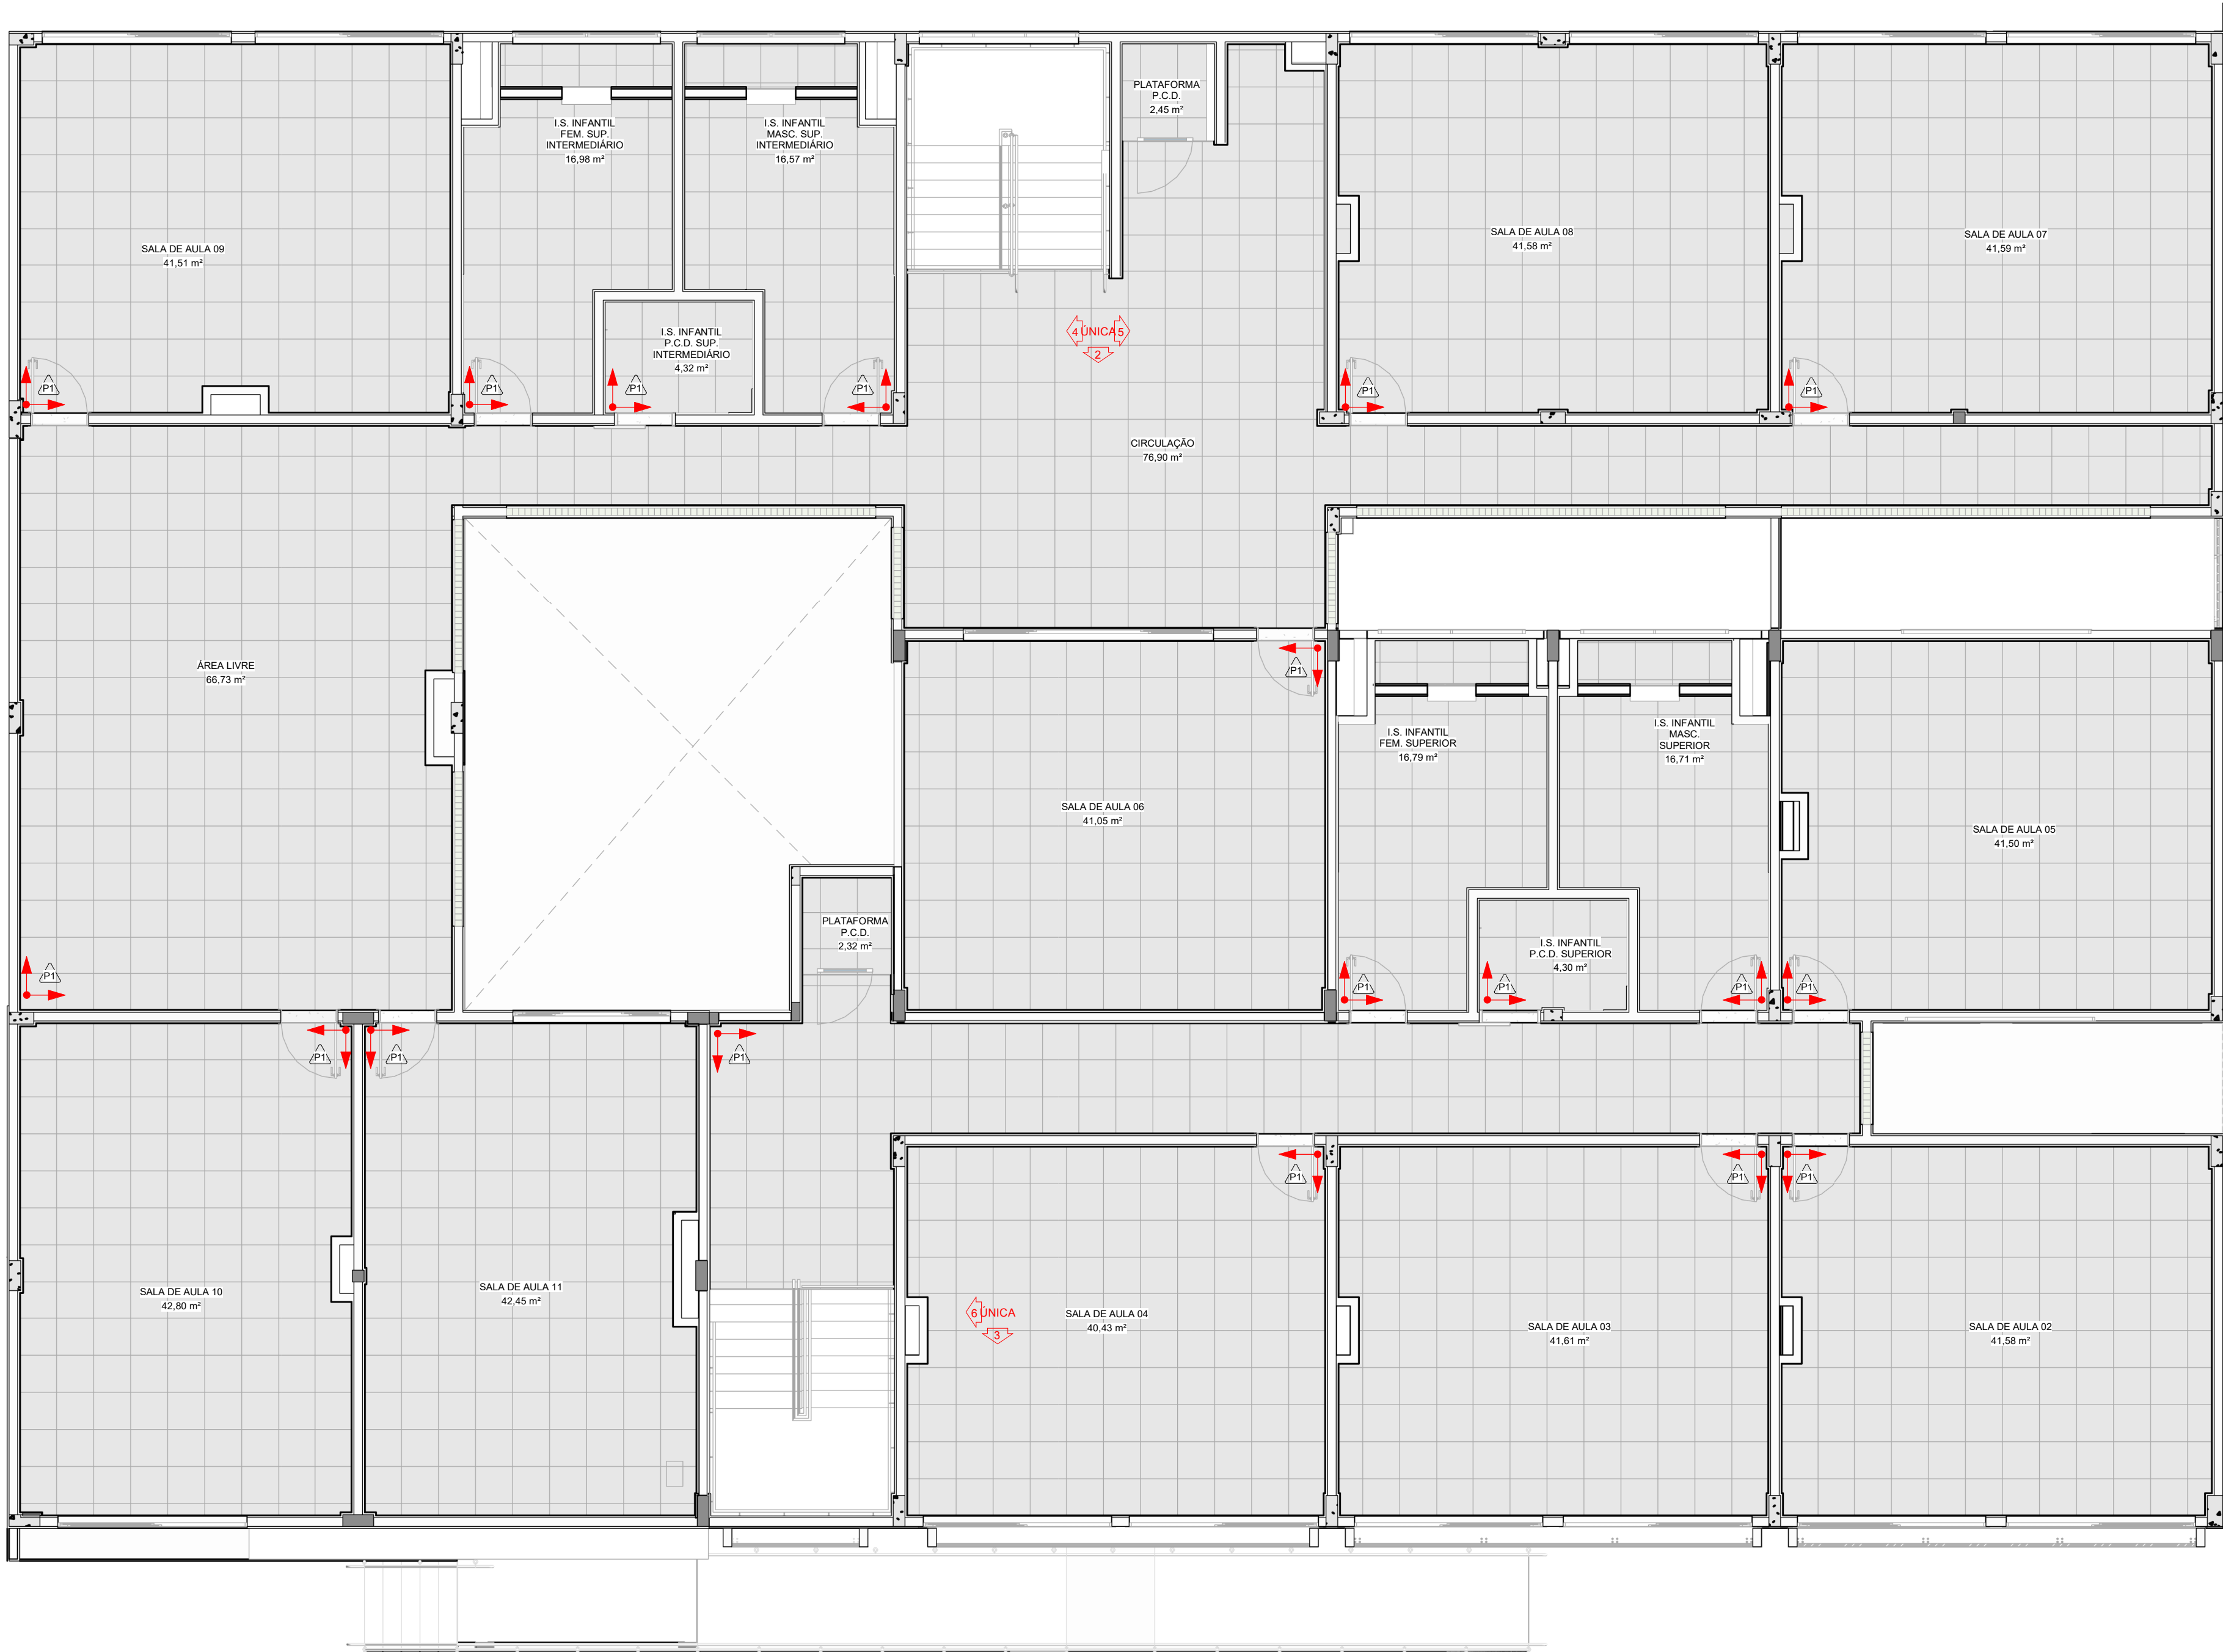 PLATAFORMA
P.C.D.
2,45 m²
I.S. INFANTIL
FEM. SUP.
INTERMEDIÁRIO
16,98 m²
I.S. INFANTIL
MASC. SUP.
INTERMEDIÁRIO
16,57 m²
SALA DE AULA 09
41,51 m²
SALA DE AULA 08
41,58 m²
SALA DE AULA 07
41,59 m²
I.S. INFANTIL
P.C.D. SUP.
INTERMEDIÁRIO
4,32 m²
4 ÚNICA 5
2
P1
P1
P1
P1
P1
P1
CIRCULAÇÃO
76,90 m²
ÁREA LIVRE
66,73 m²
P1
I.S. INFANTIL
FEM. SUPERIOR
16,79 m²
I.S. INFANTIL
MASC.
SUPERIOR
16,71 m²
SALA DE AULA 06
41,05 m²
SALA DE AULA 05
41,50 m²
PLATAFORMA
P.C.D.
2,32 m²
I.S. INFANTIL
P.C.D. SUPERIOR
4,30 m²
P1
P1
P1
P1
P1
P1
P1
P1
P1
P1
P1
SALA DE AULA 10
42,80 m²
SALA DE AULA 11
42,45 m²
6 ÚNICA
3
SALA DE AULA 04
40,43 m²
SALA DE AULA 03
41,61 m²
SALA DE AULA 02
41,58 m²